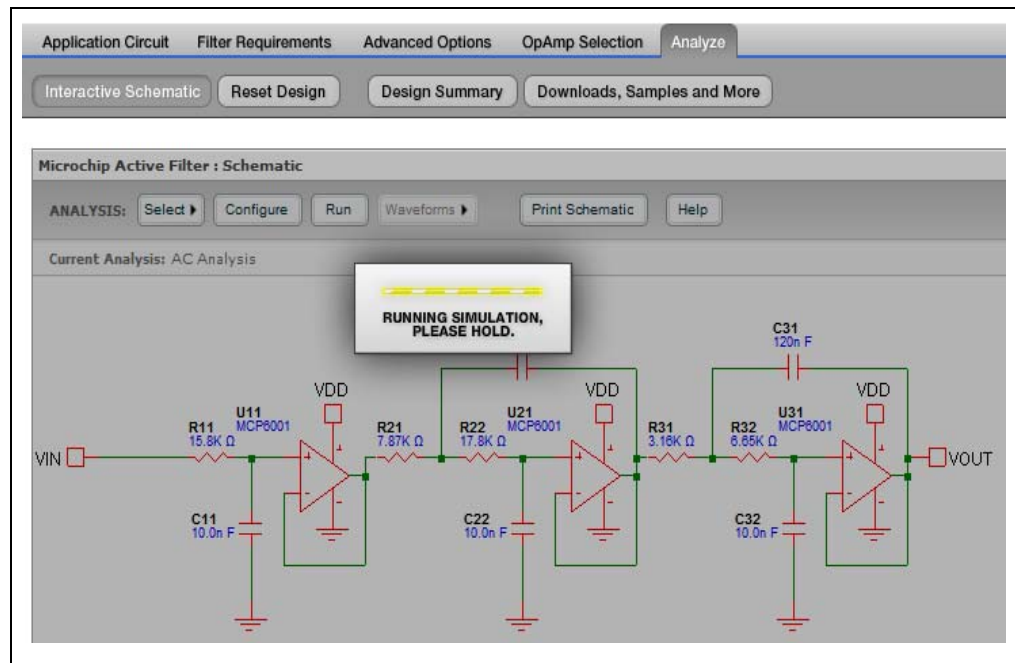 Application Circuit Filter Requirements Advanced Options OpAmp Selection Analyze
Interactive Schematic Reset Design Design Summary Downloads, Samples and More
Microchip Active Filter : Schematic
ANALYSIS: Select Configure Run Waveforms Print Schematic Help
Current Analysis: AC Analysis
RUNNING SIMULATION,
PLEASE HOLD.
C31
120n F
VDD VDD VDD
U11 U21 U31
R11 MCP6001 R21 R22 MCP6001 R31 R32 MCP6001
15.8K Ω 7.87K Ω 17.8K Ω 3.16K Ω 6.65K Ω
VIN VOUT
C11 C22 C32
10.0n F 10.0n F 10.0n F